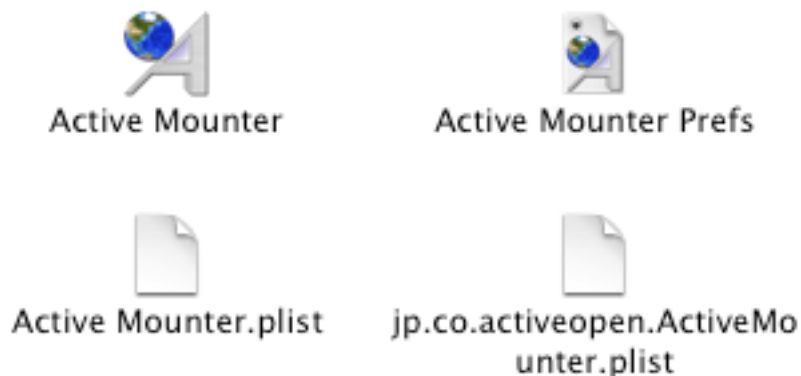 Active Mounter
Active Mounter Prefs
Active Mounter.plist
jp.co.activeopen.ActiveMo
unter.plist